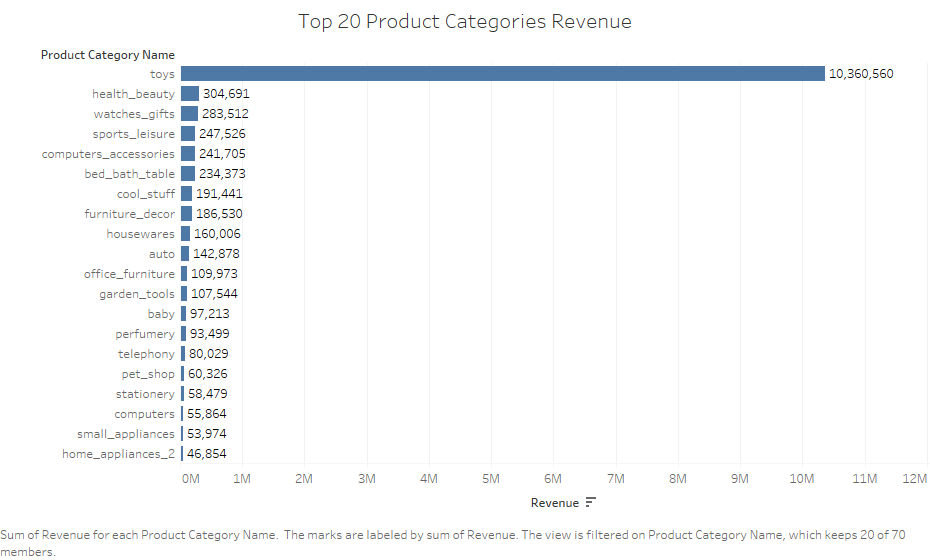 Top 20 Product Categories Revenue
Product Category Name
toys 10,360,560
health_beauty 304,691
watches_gifts 283,512
sports_leisure 247,526
computers_accessories 241,705
bed_bath_table 234,373
cool_stuff 191,441
furniture_decor 186,530
housewares 160,006
auto 142,878
office_furniture 109,973
garden_tools 107,544
baby 97,213
perfumery 93,499
telephony 80,029
pet_shop 60,326
stationery 58,479
computers 55,864
small_appliances 53,974
home_appliances_2 46,854
0M 1M 2M 3M 4M 5M 6M 7M 8M 9M 10M 11M 12M
Revenue
Sum of Revenue for each Product Category Name. The marks are labeled by sum of Revenue. The view is filtered on Product Category Name, which keeps 20 of 70
members.